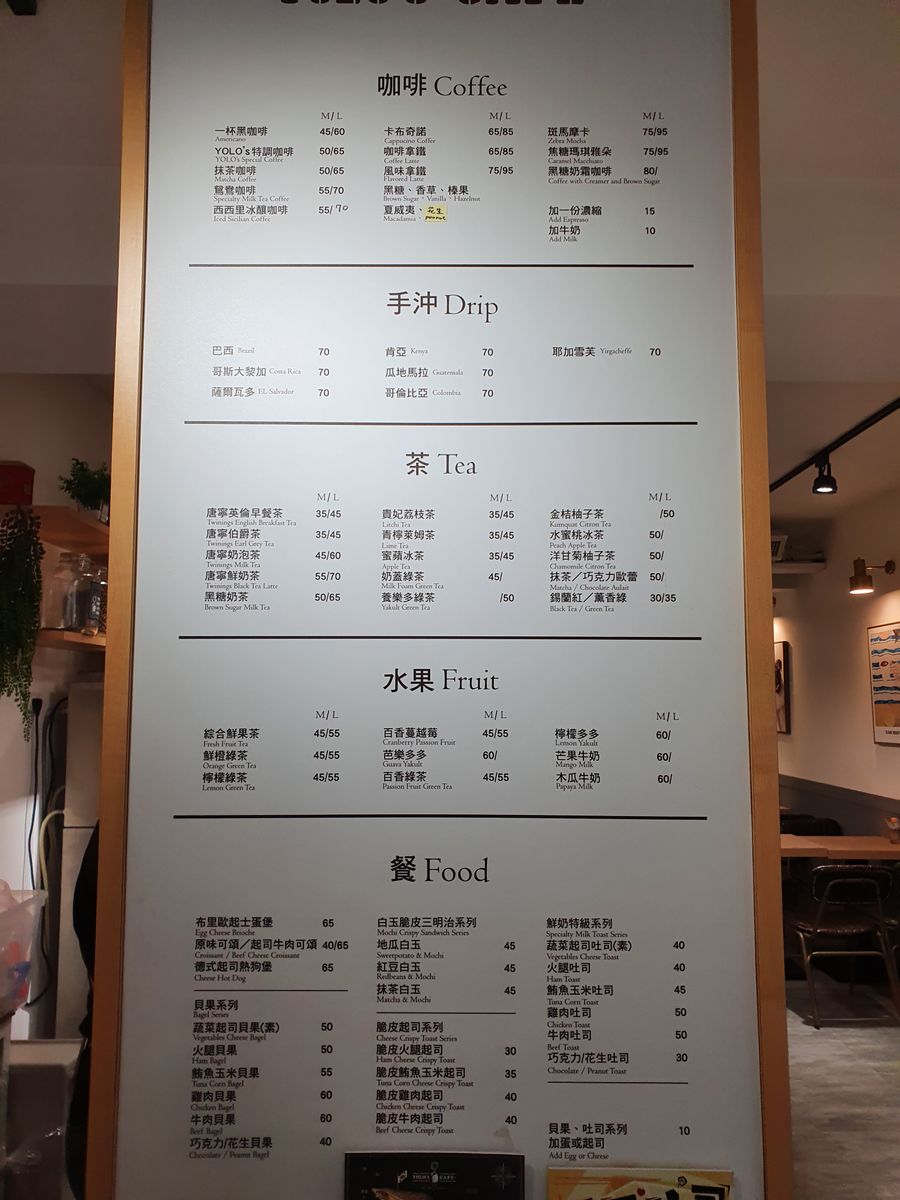 咖啡 Coffee
M/L
一杯黑咖啡 45/60
Americano
YOLO's特調咖啡 50/65
YOLO's Special Coffee
抹茶咖啡 50/65
Matcha Coffee
鴛鴦咖啡 55/70
Specialty Milk Tea Coffee
西西里冰釀咖啡 55/70
Iced Sicilian Coffee
M/L
卡布奇諾 65/85
Cappucino Coffee
咖啡拿鐵 65/85
Coffee Latte
風味拿鐵 75/95
Flavored Latte
黑糖、香草、榛果
Brown Sugar、Vanilla、Hazelnut
夏威夷、花生
Macadamia、peanut
M/L
斑馬摩卡 75/95
Zebra Mocha
焦糖瑪琪雅朵 75/95
Caramel Macchiato
黑糖奶霜咖啡 80/
Coffee with Creamer and Brown Sugar
加一份濃縮 15
Add Espresso
加牛奶 10
Add Milk
手沖 Drip
巴西 Brazil 70
哥斯大黎加 Costa Rica 70
薩爾瓦多 EL Salvador 70
肯亞 Kenya 70
瓜地馬拉 Guatemala 70
哥倫比亞 Colombia 70
耶加雪芙 Yirgacheffe 70
茶 Tea
M/L
唐寧英倫早餐茶 35/45
Twinings English Breakfast Tea
唐寧伯爵茶 35/45
Twinings Earl Grey Tea
唐寧奶泡茶 45/60
Twinings Milk Tea
唐寧鮮奶茶 55/70
Twinings Black Tea Latte
黑糖奶茶 50/65
Brown Sugar Milk Tea
M/L
貴妃荔枝茶 35/45
Litchi Tea
青檸萊姆茶 35/45
Lime Tea
蜜蘋冰茶 35/45
Apple Tea
奶蓋綠茶 45/
Milk Foam Green Tea
養樂多綠茶 /50
Yakult Green Tea
M/L
金桔柚子茶 /50
Kumquat Citron Tea
水蜜桃冰茶 50/
Peach Apple Tea
洋甘菊柚子茶 50/
Chamomile Citron Tea
抹茶／巧克力歐蕾 50/
Matcha / Chocolate Aulait
錫蘭紅／薰香綠 30/35
Black Tea / Green Tea
水果 Fruit
M/L
綜合鮮果茶 45/55
Fresh Fruit Tea
鮮橙綠茶 45/55
Orange Green Tea
檸檬綠茶 45/55
Lemon Green Tea
M/L
百香蔓越莓 45/55
Cranberry Passion Fruit
芭樂多多 60/
Guava Yakult
百香綠茶 45/55
Passion Fruit Green Tea
M/L
檸檬多多 60/
Lemon Yakult
芒果牛奶 60/
Mango Milk
木瓜牛奶 60/
Papaya Milk
餐 Food
布里歐起士蛋堡 65
Egg Cheese Brioche
原味可頌／起司牛肉可頌 40/65
Croissant / Beef Cheese Croissant
德式起司熱狗堡 65
Cheese Hot Dog
貝果系列
Bagel Series
蔬菜起司貝果(素) 50
Vegetables Cheese Bagel
火腿貝果 50
Ham Bagel
鮪魚玉米貝果 55
Tuna Corn Bagel
雞肉貝果 60
Chicken Bagel
牛肉貝果 60
Beef Bagel
巧克力/花生貝果 40
Chocolate / Peanut Bagel
白玉脆皮三明治系列
Mochi Crispy Sandwich Series
地瓜白玉 45
Sweetpotato & Mochi
紅豆白玉 45
Redbeans & Mochi
抹茶白玉 45
Matcha & Mochi
脆皮起司系列
Cheese Crispy Toast Series
脆皮火腿起司 30
Ham Cheese Crispy Toast
脆皮鮪魚玉米起司 35
Tuna Corn Cheese Crispy Toast
脆皮雞肉起司 40
Chicken Cheese Crispy Toast
脆皮牛肉起司 40
Beef Cheese Crispy Toast
鮮奶特級系列
Specialty Milk Toast Series
蔬菜起司吐司(素) 40
Vegetables Cheese Toast
火腿吐司 40
Ham Toast
鮪魚玉米吐司 45
Tuna Corn Toast
雞肉吐司 50
Chicken Toast
牛肉吐司 50
Beef Toast
巧克力/花生吐司 30
Chocolate / Peanut Toast
貝果、吐司系列 10
加蛋或起司
Add Egg or Cheese